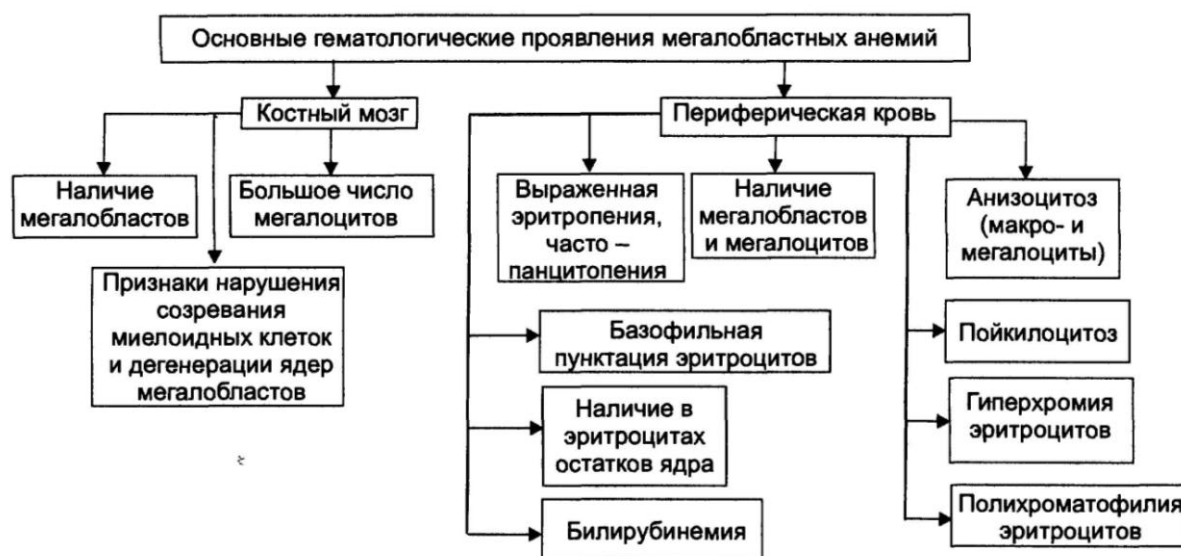 Основные гематологические проявления мегалобластных анемий
Костный мозг
Периферическая кровь
Наличие
мегалобластов
Большое число
мегалоцитов
Признаки нарушения
созревания
миелоидных клеток
и дегенерации ядер
мегалобластов
Выраженная
эритропения,
часто –
панцитопения
Наличие
мегалобластов
и мегалоцитов
Анизоцитоз
(макро- и
мегалоциты)
Базофильная
пунктация эритроцитов
Наличие в
эритроцитах
остатков ядра
Билирубинемия
Пойкилоцитоз
Гиперхромия
эритроцитов
Полихроматофилия
эритроцитов